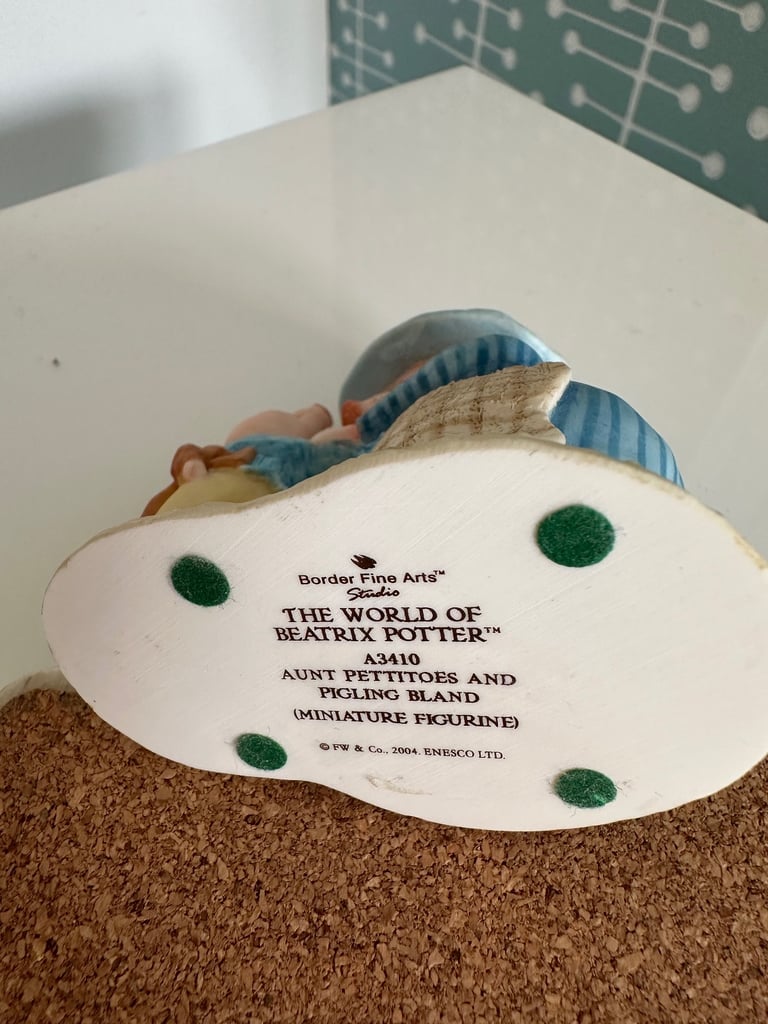 Border Fine Arts™
Studio
THE WORLD OF
BEATRIX POTTER™
A3410
AUNT PETTITOES AND
PIGLING BLAND
(MINIATURE FIGURINE)
© FW & Co., 2004. ENESCO LTD.